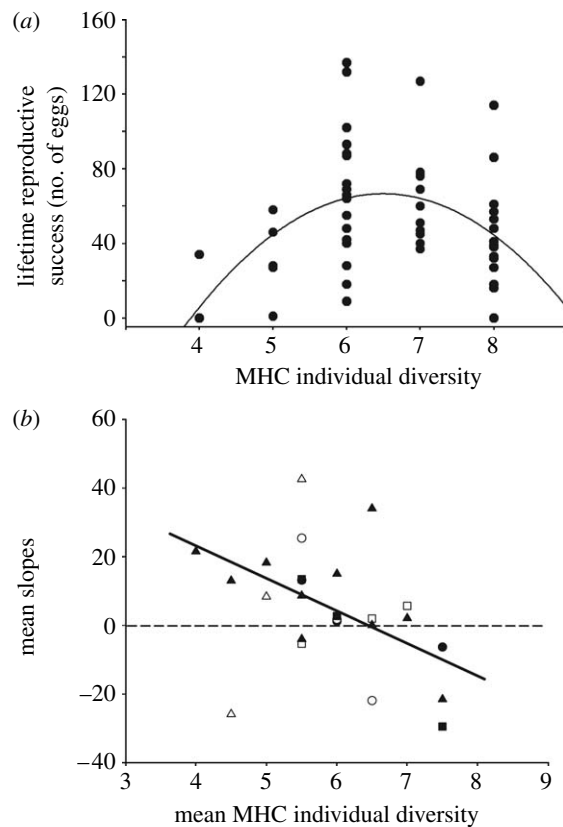 (a)
160
120
80
40
0
lifetime reproductive
success (no. of eggs)
4 5 6 7 8
MHC individual diversity
(b)
60
40
20
0
−20
−40
mean slopes
3 4 5 6 7 8 9
mean MHC individual diversity